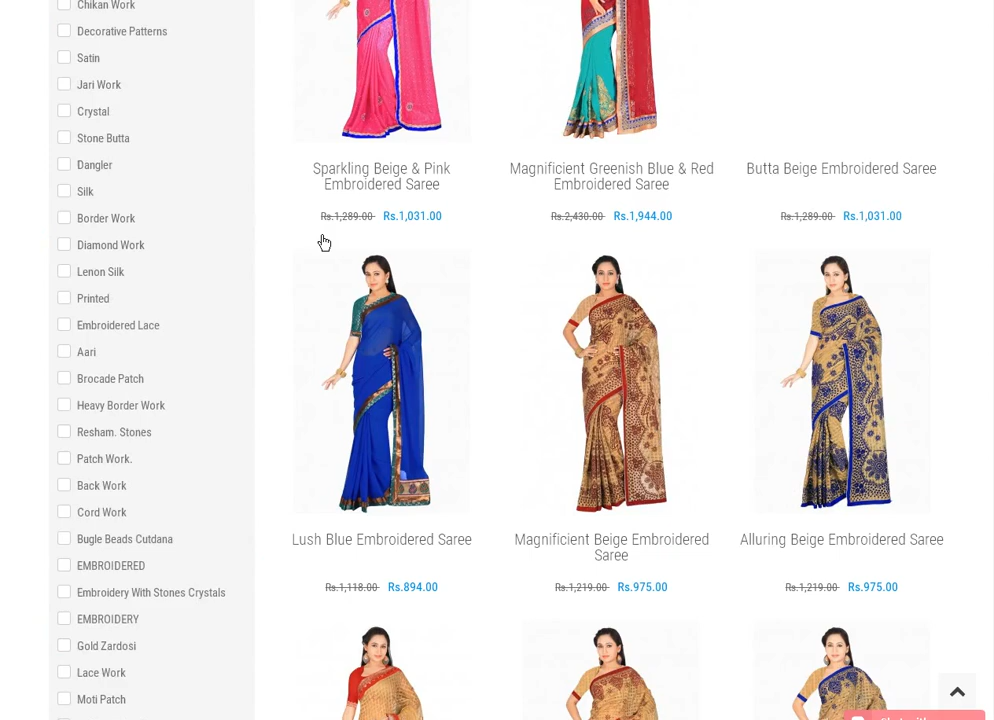 Chikan Work
Decorative Patterns
Satin
Jari Work
Crystal
Stone Butta
Dangler
Silk
Border Work
Diamond Work
Lenon Silk
Printed
Embroidered Lace
Aari
Brocade Patch
Heavy Border Work
Resham. Stones
Patch Work.
Back Work
Cord Work
Bugle Beads Cutdana
EMBROIDERED
Embroidery With Stones Crystals
EMBROIDERY
Gold Zardosi
Lace Work
Moti Patch
Sparkling Beige & Pink
Embroidered Saree
Rs.1,289.00 Rs.1,031.00
Magnificient Greenish Blue & Red
Embroidered Saree
Rs.2,430.00 Rs.1,944.00
Butta Beige Embroidered Saree
Rs.1,289.00 Rs.1,031.00
Lush Blue Embroidered Saree
Rs.1,118.00 Rs.894.00
Magnificient Beige Embroidered
Saree
Rs.1,219.00 Rs.975.00
Alluring Beige Embroidered Saree
Rs.1,219.00 Rs.975.00